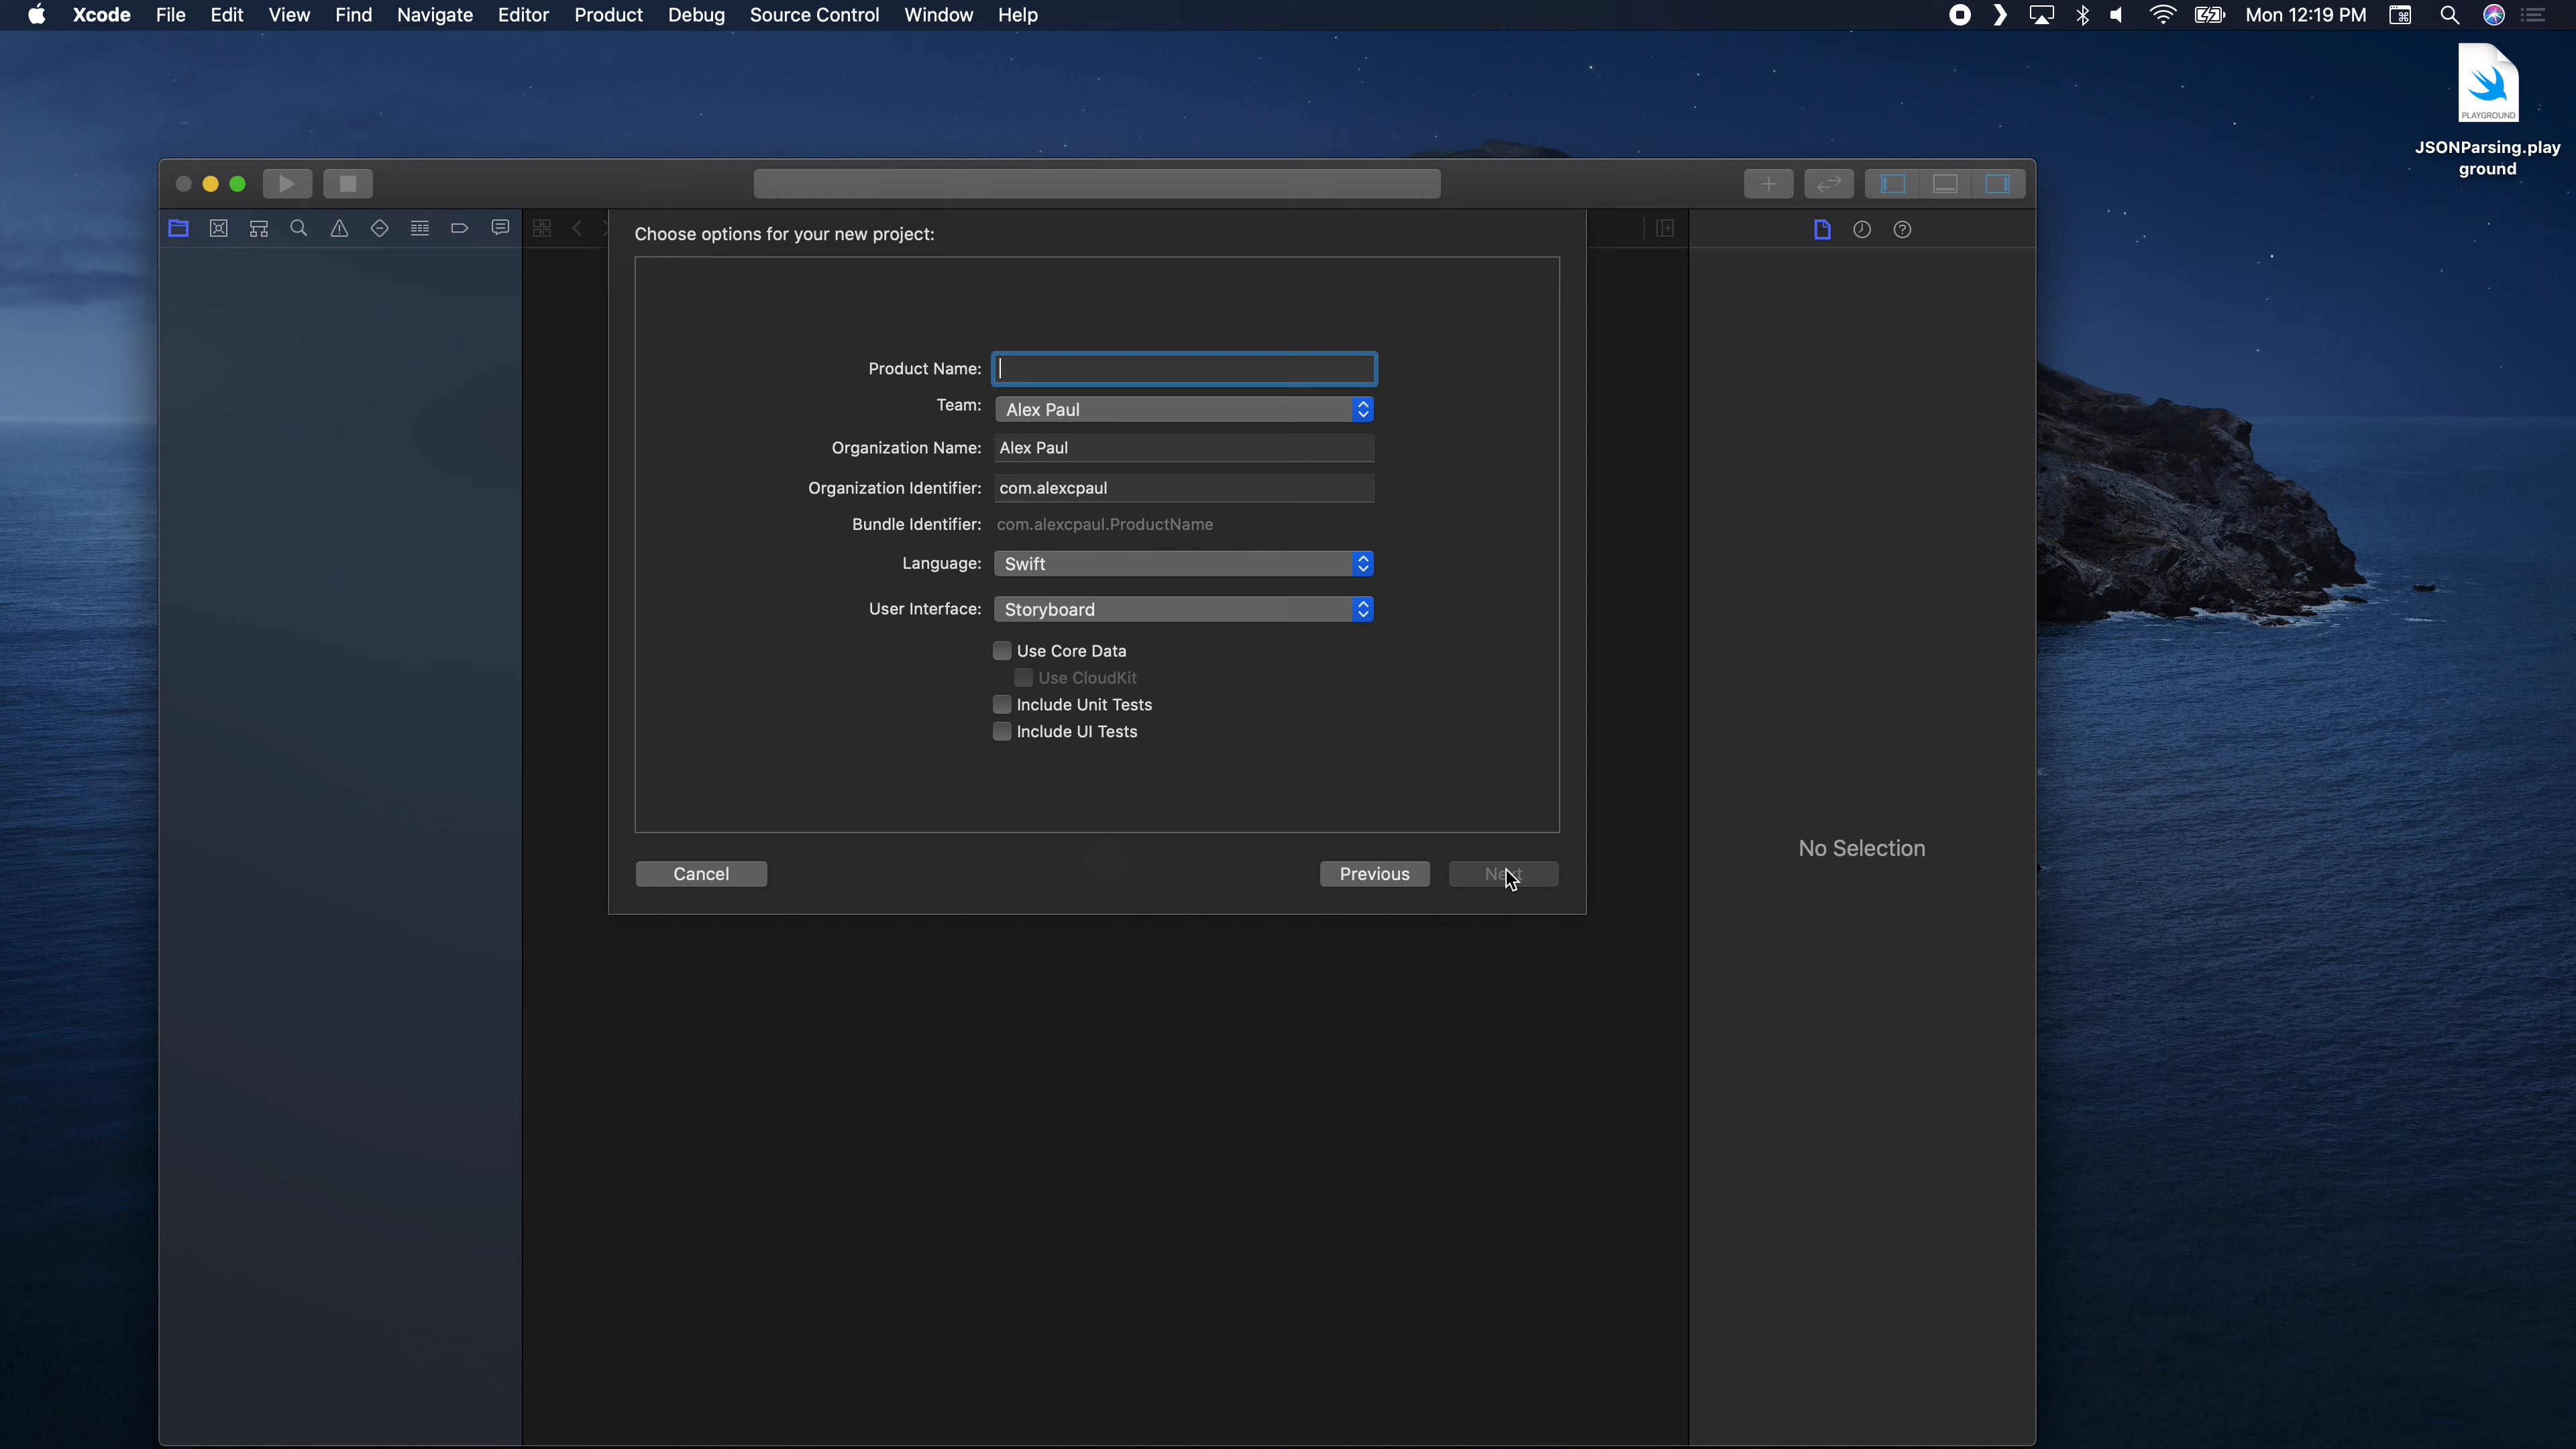 Xcode File Edit View Find Navigate Editor Product Debug Source Control Window Help Mon 12:19 PM
PLAYGROUND
JSONParsing.play
ground
Choose options for your new project:
Product Name:
Team: Alex Paul
Organization Name: Alex Paul
Organization Identifier: com.alexcpaul
Bundle Identifier: com.alexcpaul.ProductName
Language: Swift
User Interface: Storyboard
Use Core Data
Use CloudKit
Include Unit Tests
Include UI Tests
No Selection
Cancel Previous Next